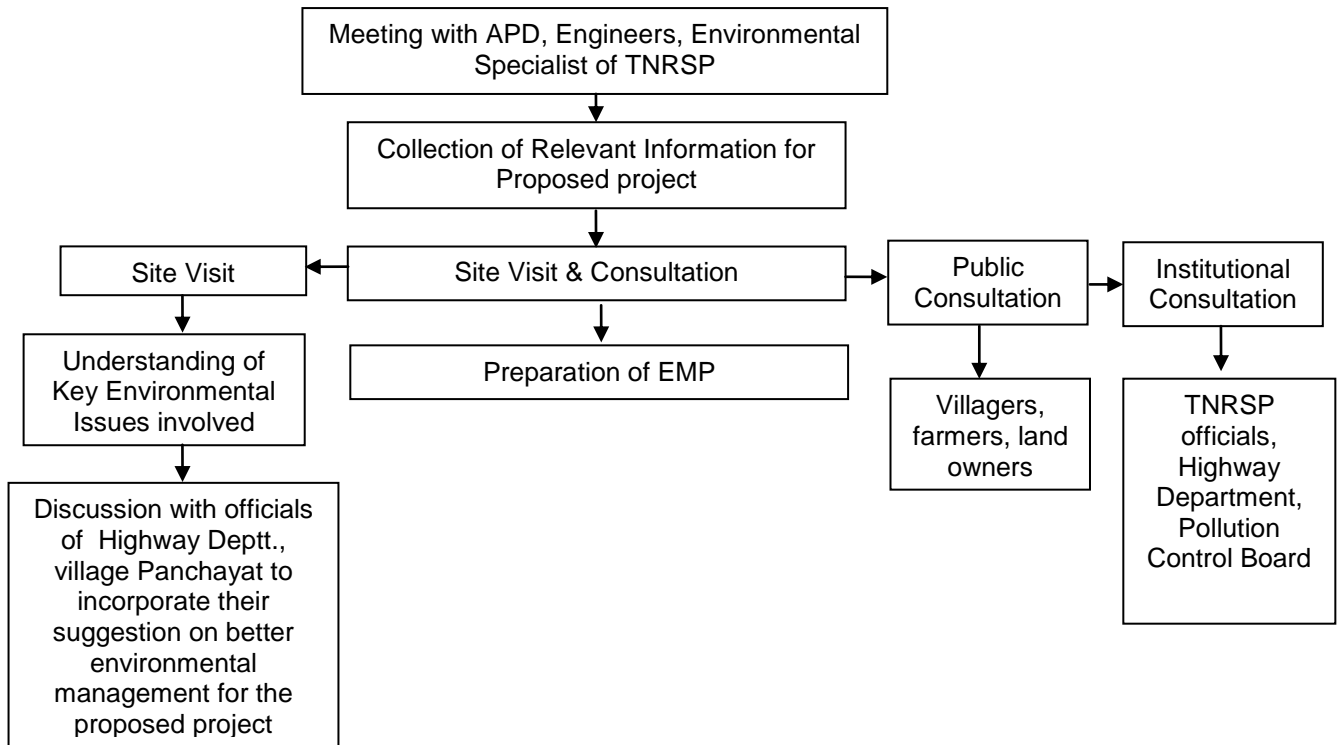 Meeting with APD, Engineers, Environmental
Specialist of TNRSP
Collection of Relevant Information for
Proposed project
Site Visit
Site Visit & Consultation
Public
Consultation
Institutional
Consultation
Understanding of
Key Environmental
Issues involved
Preparation of EMP
Villagers,
farmers, land
owners
TNRSP
officials,
Highway
Department,
Pollution
Control Board
Discussion with officials
of Highway Deptt.,
village Panchayat to
incorporate their
suggestion on better
environmental
management for the
proposed project